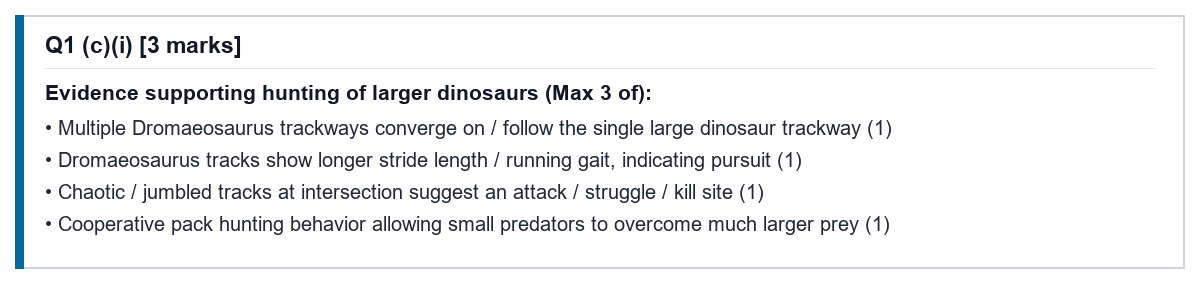 Q1 (c)(i) [3 marks]
Evidence supporting hunting of larger dinosaurs (Max 3 of):
• Multiple Dromaeosaurus trackways converge on / follow the single large dinosaur trackway (1)
• Dromaeosaurus tracks show longer stride length / running gait, indicating pursuit (1)
• Chaotic / jumbled tracks at intersection suggest an attack / struggle / kill site (1)
• Cooperative pack hunting behavior allowing small predators to overcome much larger prey (1)